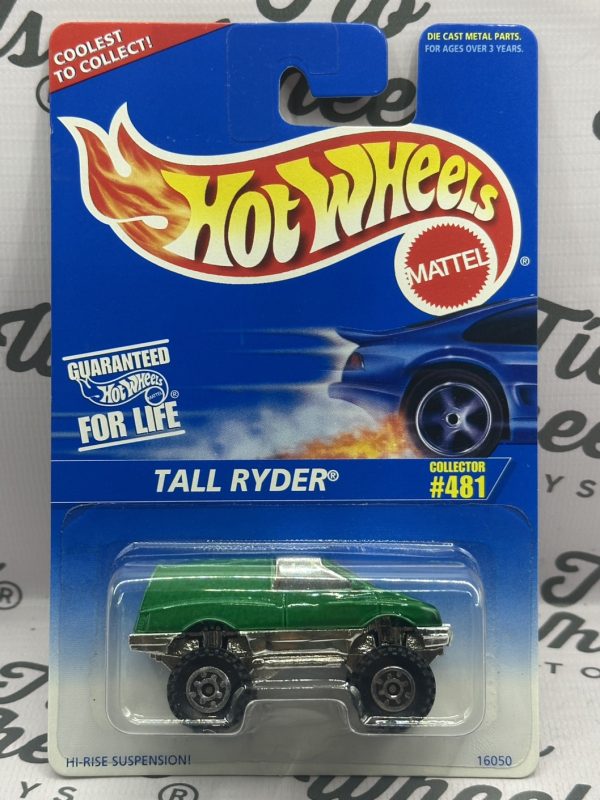 COOLEST
TO COLLECT!
DIE CAST METAL PARTS.
FOR AGES OVER 3 YEARS.
HOT WHEELS
MATTEL
®
GUARANTEED
HOT WHEELS
MATTEL
®
FOR LIFE
TALL RYDER®
COLLECTOR
#481
HI-RISE SUSPENSION!
16050